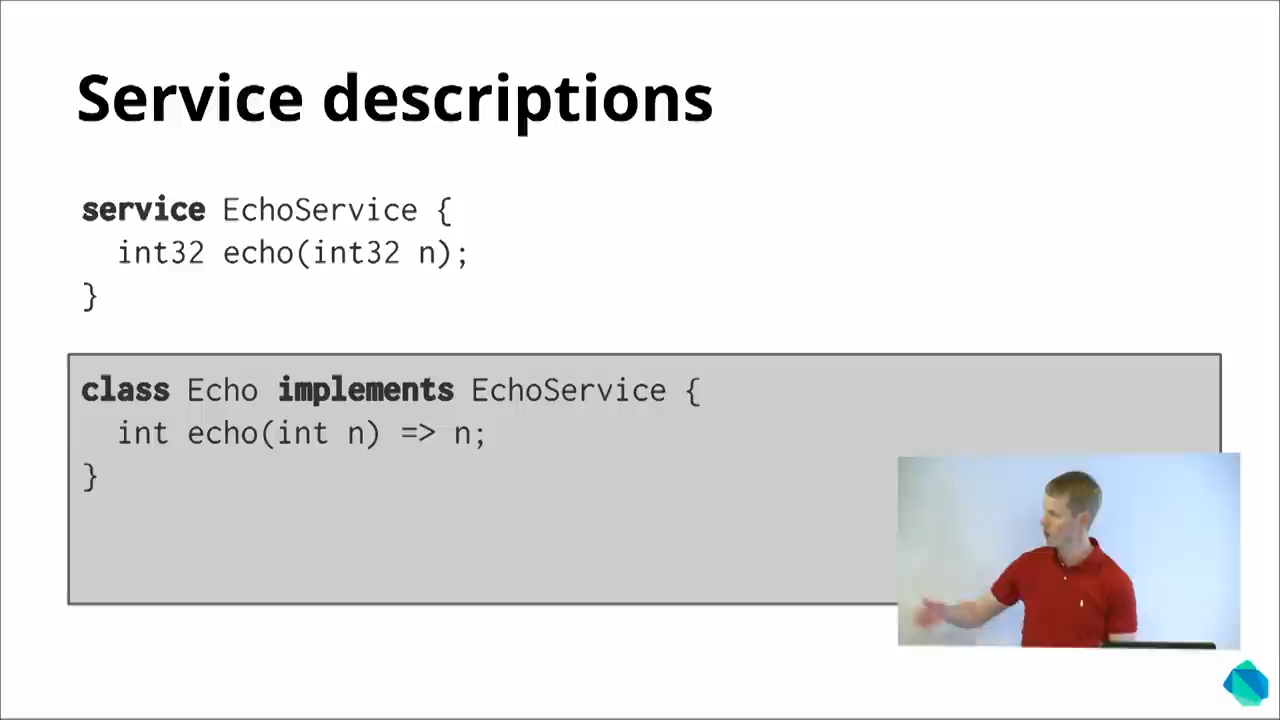 Service descriptions
service EchoService {
  int32 echo(int32 n);
}
class Echo implements EchoService {
  int echo(int n) => n;
}